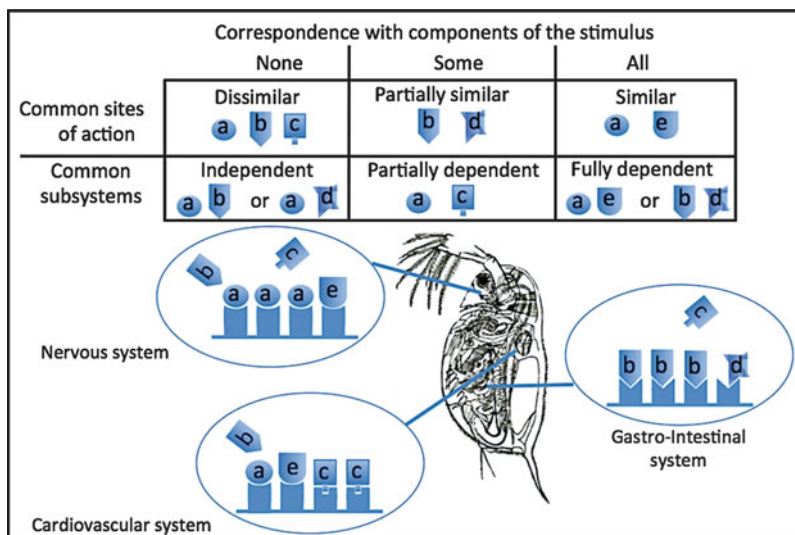 Correspondence with components of the stimulus
None Some All
Common sites of action
Dissimilar Partially similar Similar
a b c b d a e
Common subsystems
Independent Partially dependent Fully dependent
a b or a d a c a e or b d
b c
a a a e
Nervous system
c
b b b d
Gastro-Intestinal
system
b
a e c c
Cardiovascular system